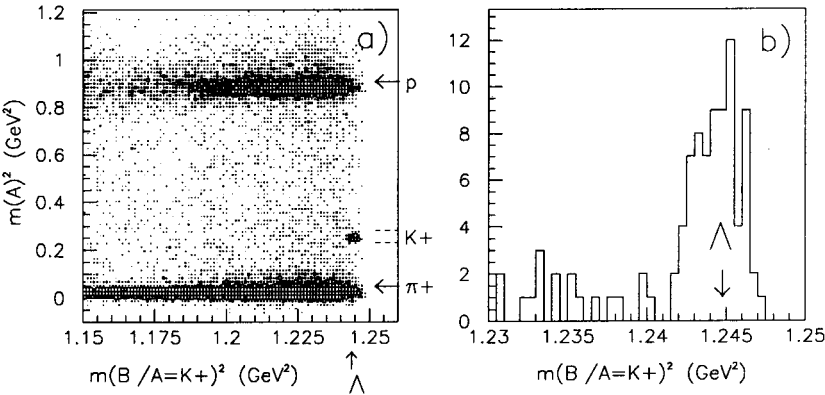 a)
1.2
1
0.8
0.6
0.4
0.2
0
m(A)² (GeV²)
p
K+
π+
1.15 1.175 1.2 1.225 1.25
m(B /A=K+)² (GeV²)
Λ
b)
12
10
8
6
4
2
0
Λ
1.23 1.235 1.24 1.245 1.25
m(B /A=K+)² (GeV²)